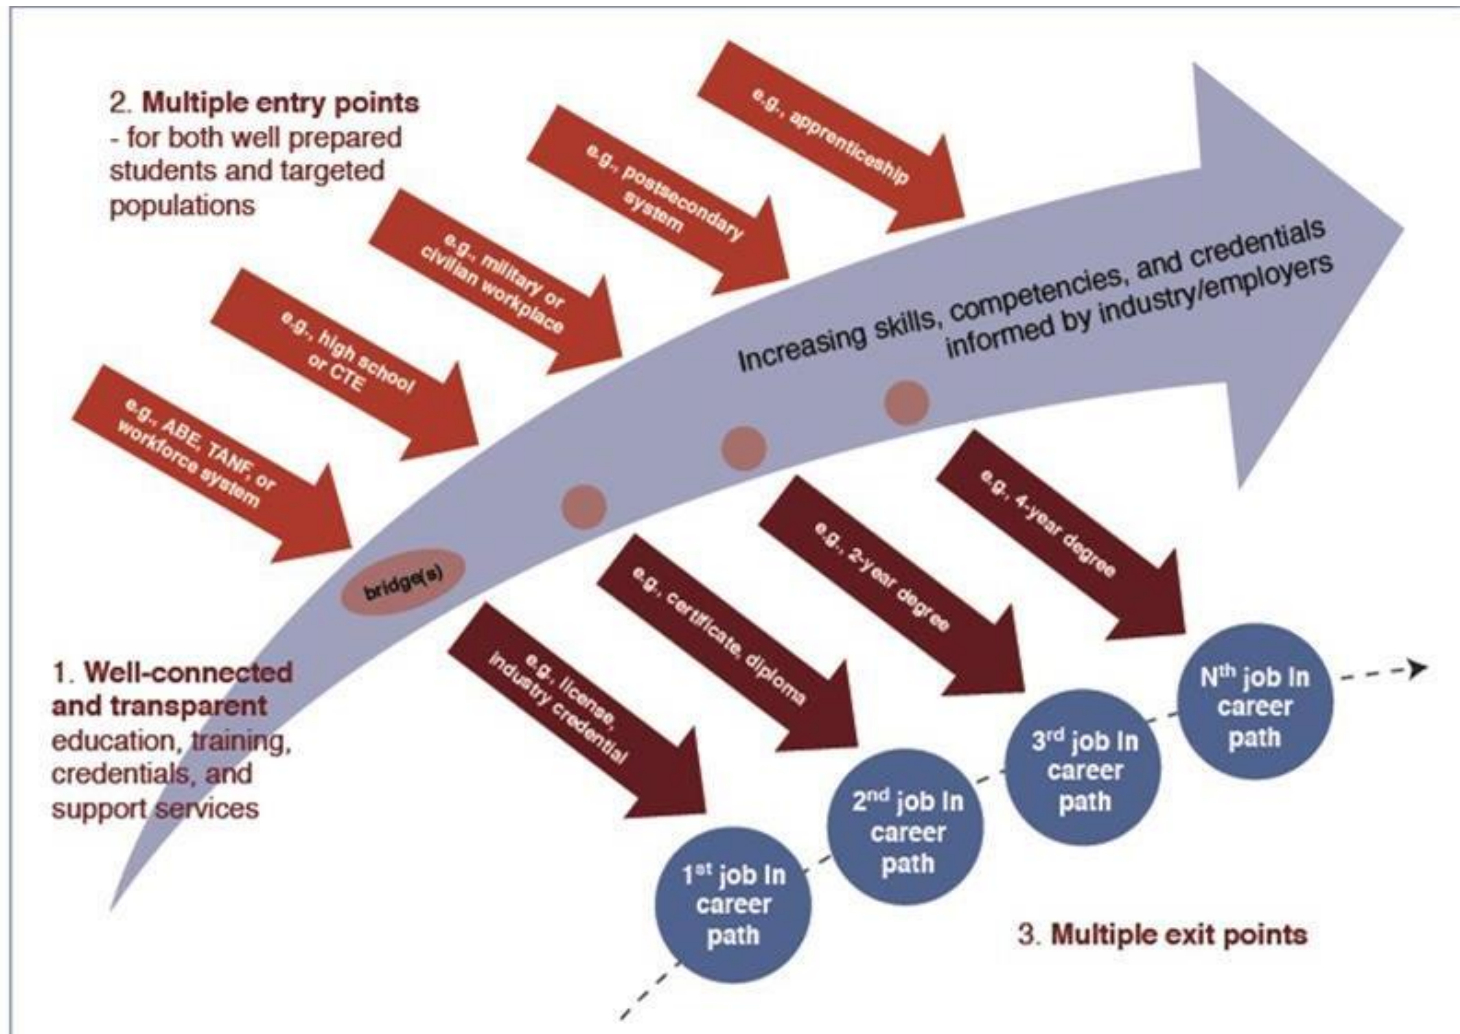 2. Multiple entry points
- for both well prepared
students and targeted
populations
e.g., apprenticeship
e.g., postsecondary
system
e.g., military or
civilian workplace
e.g., high school
or CTE
e.g., ABE, TANF, or
workforce system
Increasing skills, competencies, and credentials
informed by industry/employers
bridge(s)
1. Well-connected
and transparent
education, training,
credentials, and
support services
e.g., license,
industry credential
e.g., certificate, diploma
e.g., 2-year degree
e.g., 4-year degree
1st job in
career
path
2nd job in
career
path
3rd job in
career
path
Nth job in
career
path
3. Multiple exit points